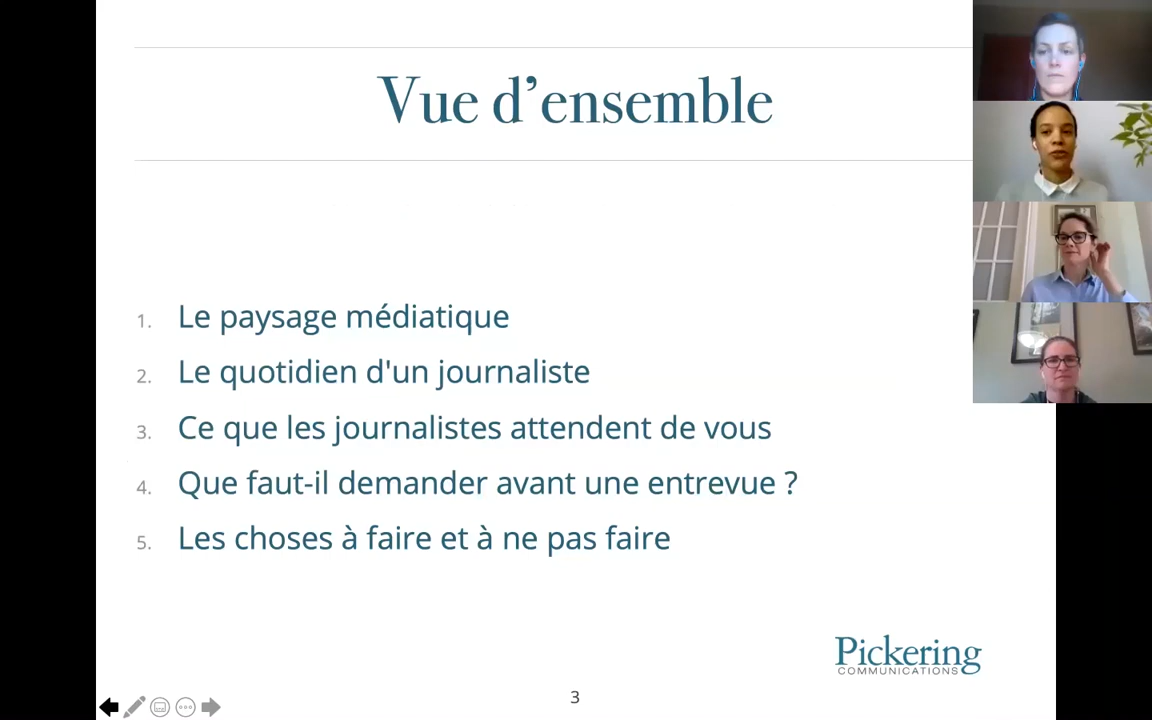 Vue d’ensemble
1. Le paysage médiatique
2. Le quotidien d'un journaliste
3. Ce que les journalistes attendent de vous
4. Que faut-il demander avant une entrevue ?
5. Les choses à faire et à ne pas faire
Pickering
COMMUNICATIONS
3